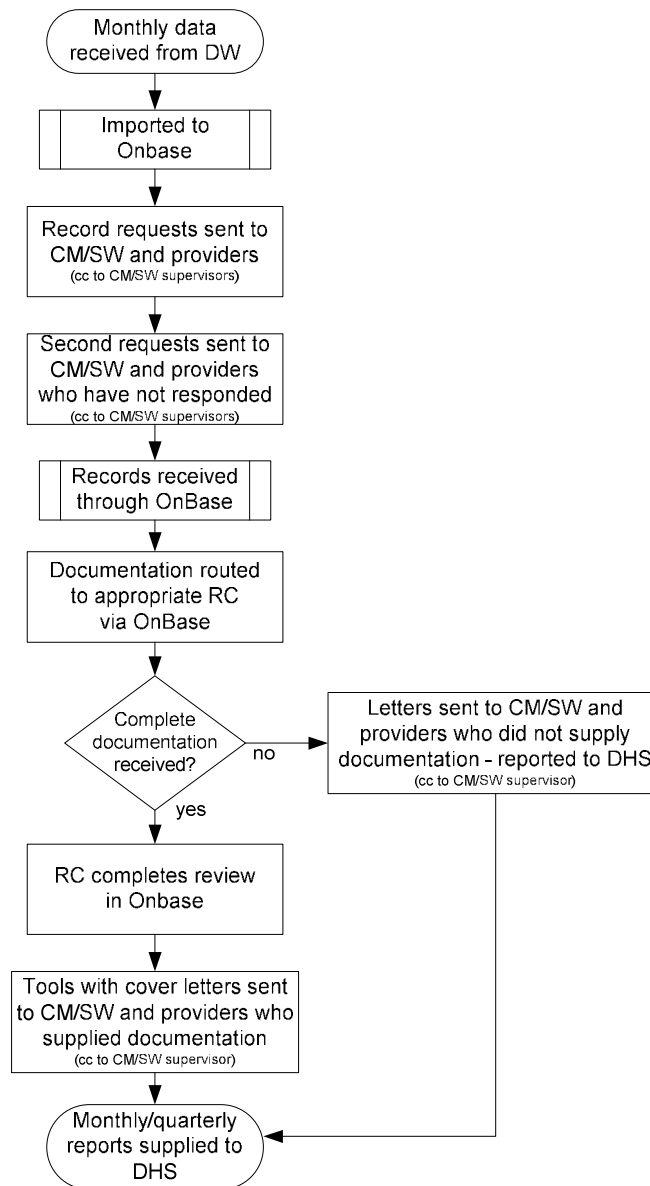 Monthly data
received from DW
Imported to
Onbase
Record requests sent to
CM/SW and providers
(cc to CM/SW supervisors)
Second requests sent to
CM/SW and providers
who have not responded
(cc to CM/SW supervisors)
Records received
through OnBase
Documentation routed
to appropriate RC
via OnBase
Complete
documentation
received?
no
Letters sent to CM/SW and
providers who did not supply
documentation - reported to DHS
(cc to CM/SW supervisor)
yes
RC completes review
in Onbase
Tools with cover letters sent
to CM/SW and providers who
supplied documentation
(cc to CM/SW supervisor)
Monthly/quarterly
reports supplied to
DHS